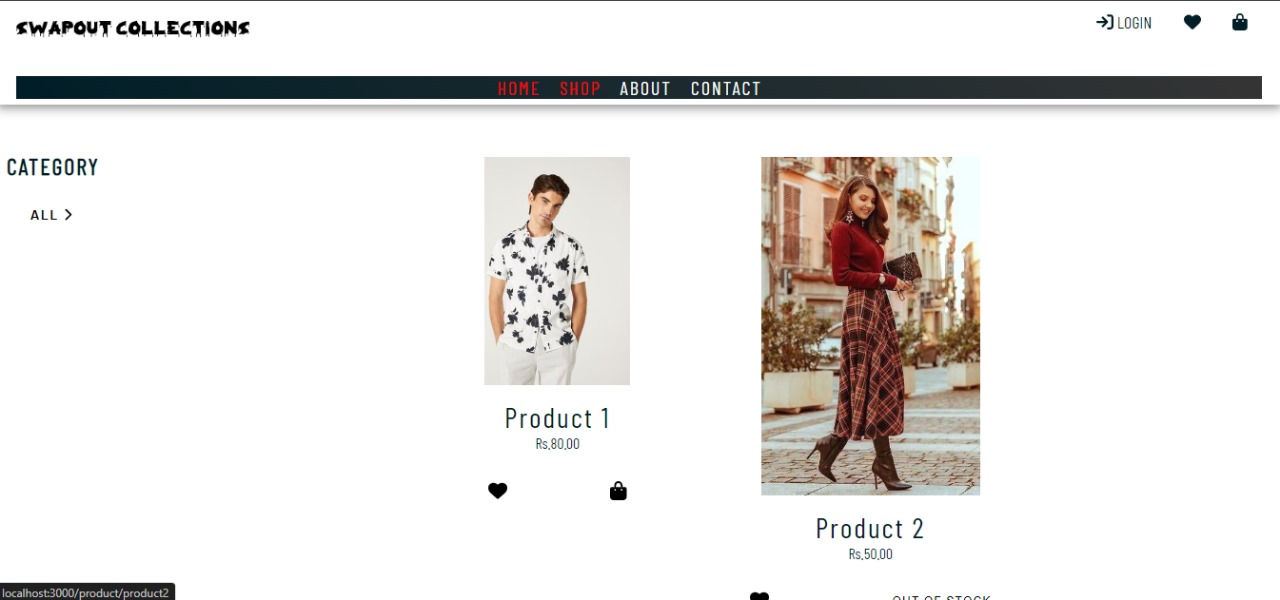 SWAPOUT COLLECTIONS
LOGIN
HOME SHOP ABOUT CONTACT
CATEGORY
ALL
Product 1
Rs.80.00
Product 2
Rs.50.00
OUT OF STOCK
localhost:3000/product/product2